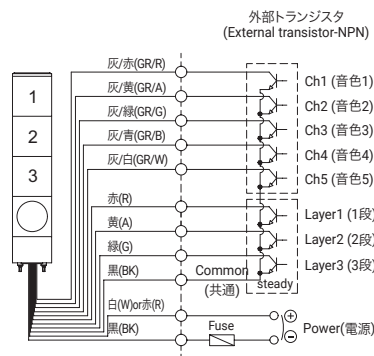 外部トランジスタ
(External transistor-NPN)
灰/赤(GR/R)
灰/黄(GR/A)
灰/緑(GR/G)
灰/青(GR/B)
灰/白(GR/W)
赤(R)
黄(A)
緑(G)
黒(BK)
白(W)or赤(R)
黒(BK)
1
2
3
Ch1 (音色1)
Ch2 (音色2)
Ch3 (音色3)
Ch4 (音色4)
Ch5 (音色5)
Layer1 (1段)
Layer2 (2段)
Layer3 (3段)
Common
(共通)
steady
Fuse
Power(電源)